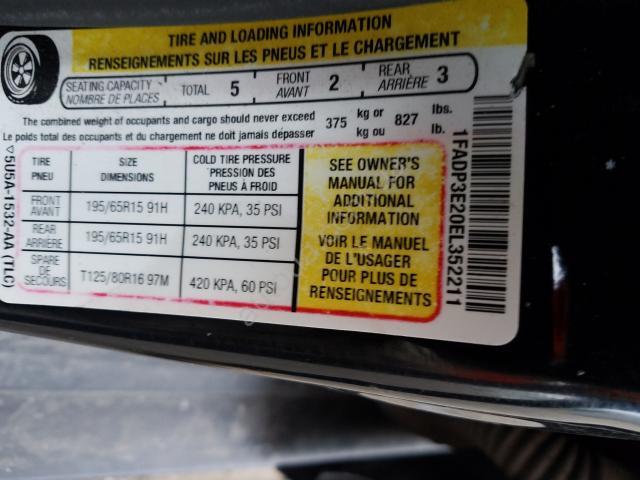 TIRE AND LOADING INFORMATION
RENSEIGNEMENTS SUR LES PNEUS ET LE CHARGEMENT
SEATING CAPACITY
NOMBRE DE PLACES
TOTAL 5
FRONT
AVANT 2
REAR
ARRIÈRE 3
The combined weight of occupants and cargo should never exceed
Le poids total des occupants et du chargement ne doit jamais dépasser
375 kg or
kg ou 827 lbs.
lb.
TIRE
PNEU
SIZE
DIMENSIONS
COLD TIRE PRESSURE
PRESSION DES
PNEUS À FROID
FRONT
AVANT
195/65R15 91H
240 KPA, 35 PSI
REAR
ARRIÈRE
195/65R15 91H
240 KPA, 35 PSI
SPARE
DE
SECOURS
T125/80R16 97M
420 KPA, 60 PSI
SEE OWNER'S
MANUAL FOR
ADDITIONAL
INFORMATION
VOIR LE MANUEL
DE L'USAGER
POUR PLUS DE
RENSEIGNEMENTS
5U5A-1532-AA (TLC)
1FADP3E20EL352211